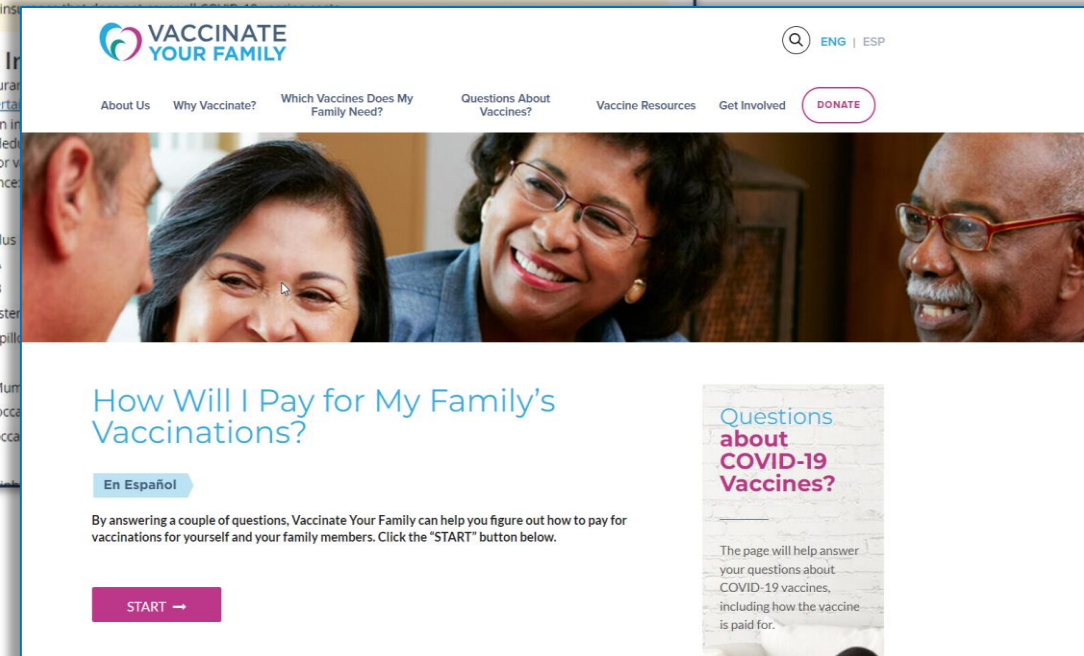 VACCINATE
YOUR FAMILY
ENG | ESP
About Us
Why Vaccinate?
Which Vaccines Does My
Family Need?
Questions About
Vaccines?
Vaccine Resources
Get Involved
DONATE
How Will I Pay for My Family's
Vaccinations?
En Español
By answering a couple of questions, Vaccinate Your Family can help you figure out how to pay for
vaccinations for yourself and your family members. Click the “START” button below.
START →
Questions
about
COVID-19
Vaccines?
The page will help answer
your questions about
COVID-19 vaccines,
including how the vaccine
is paid for.